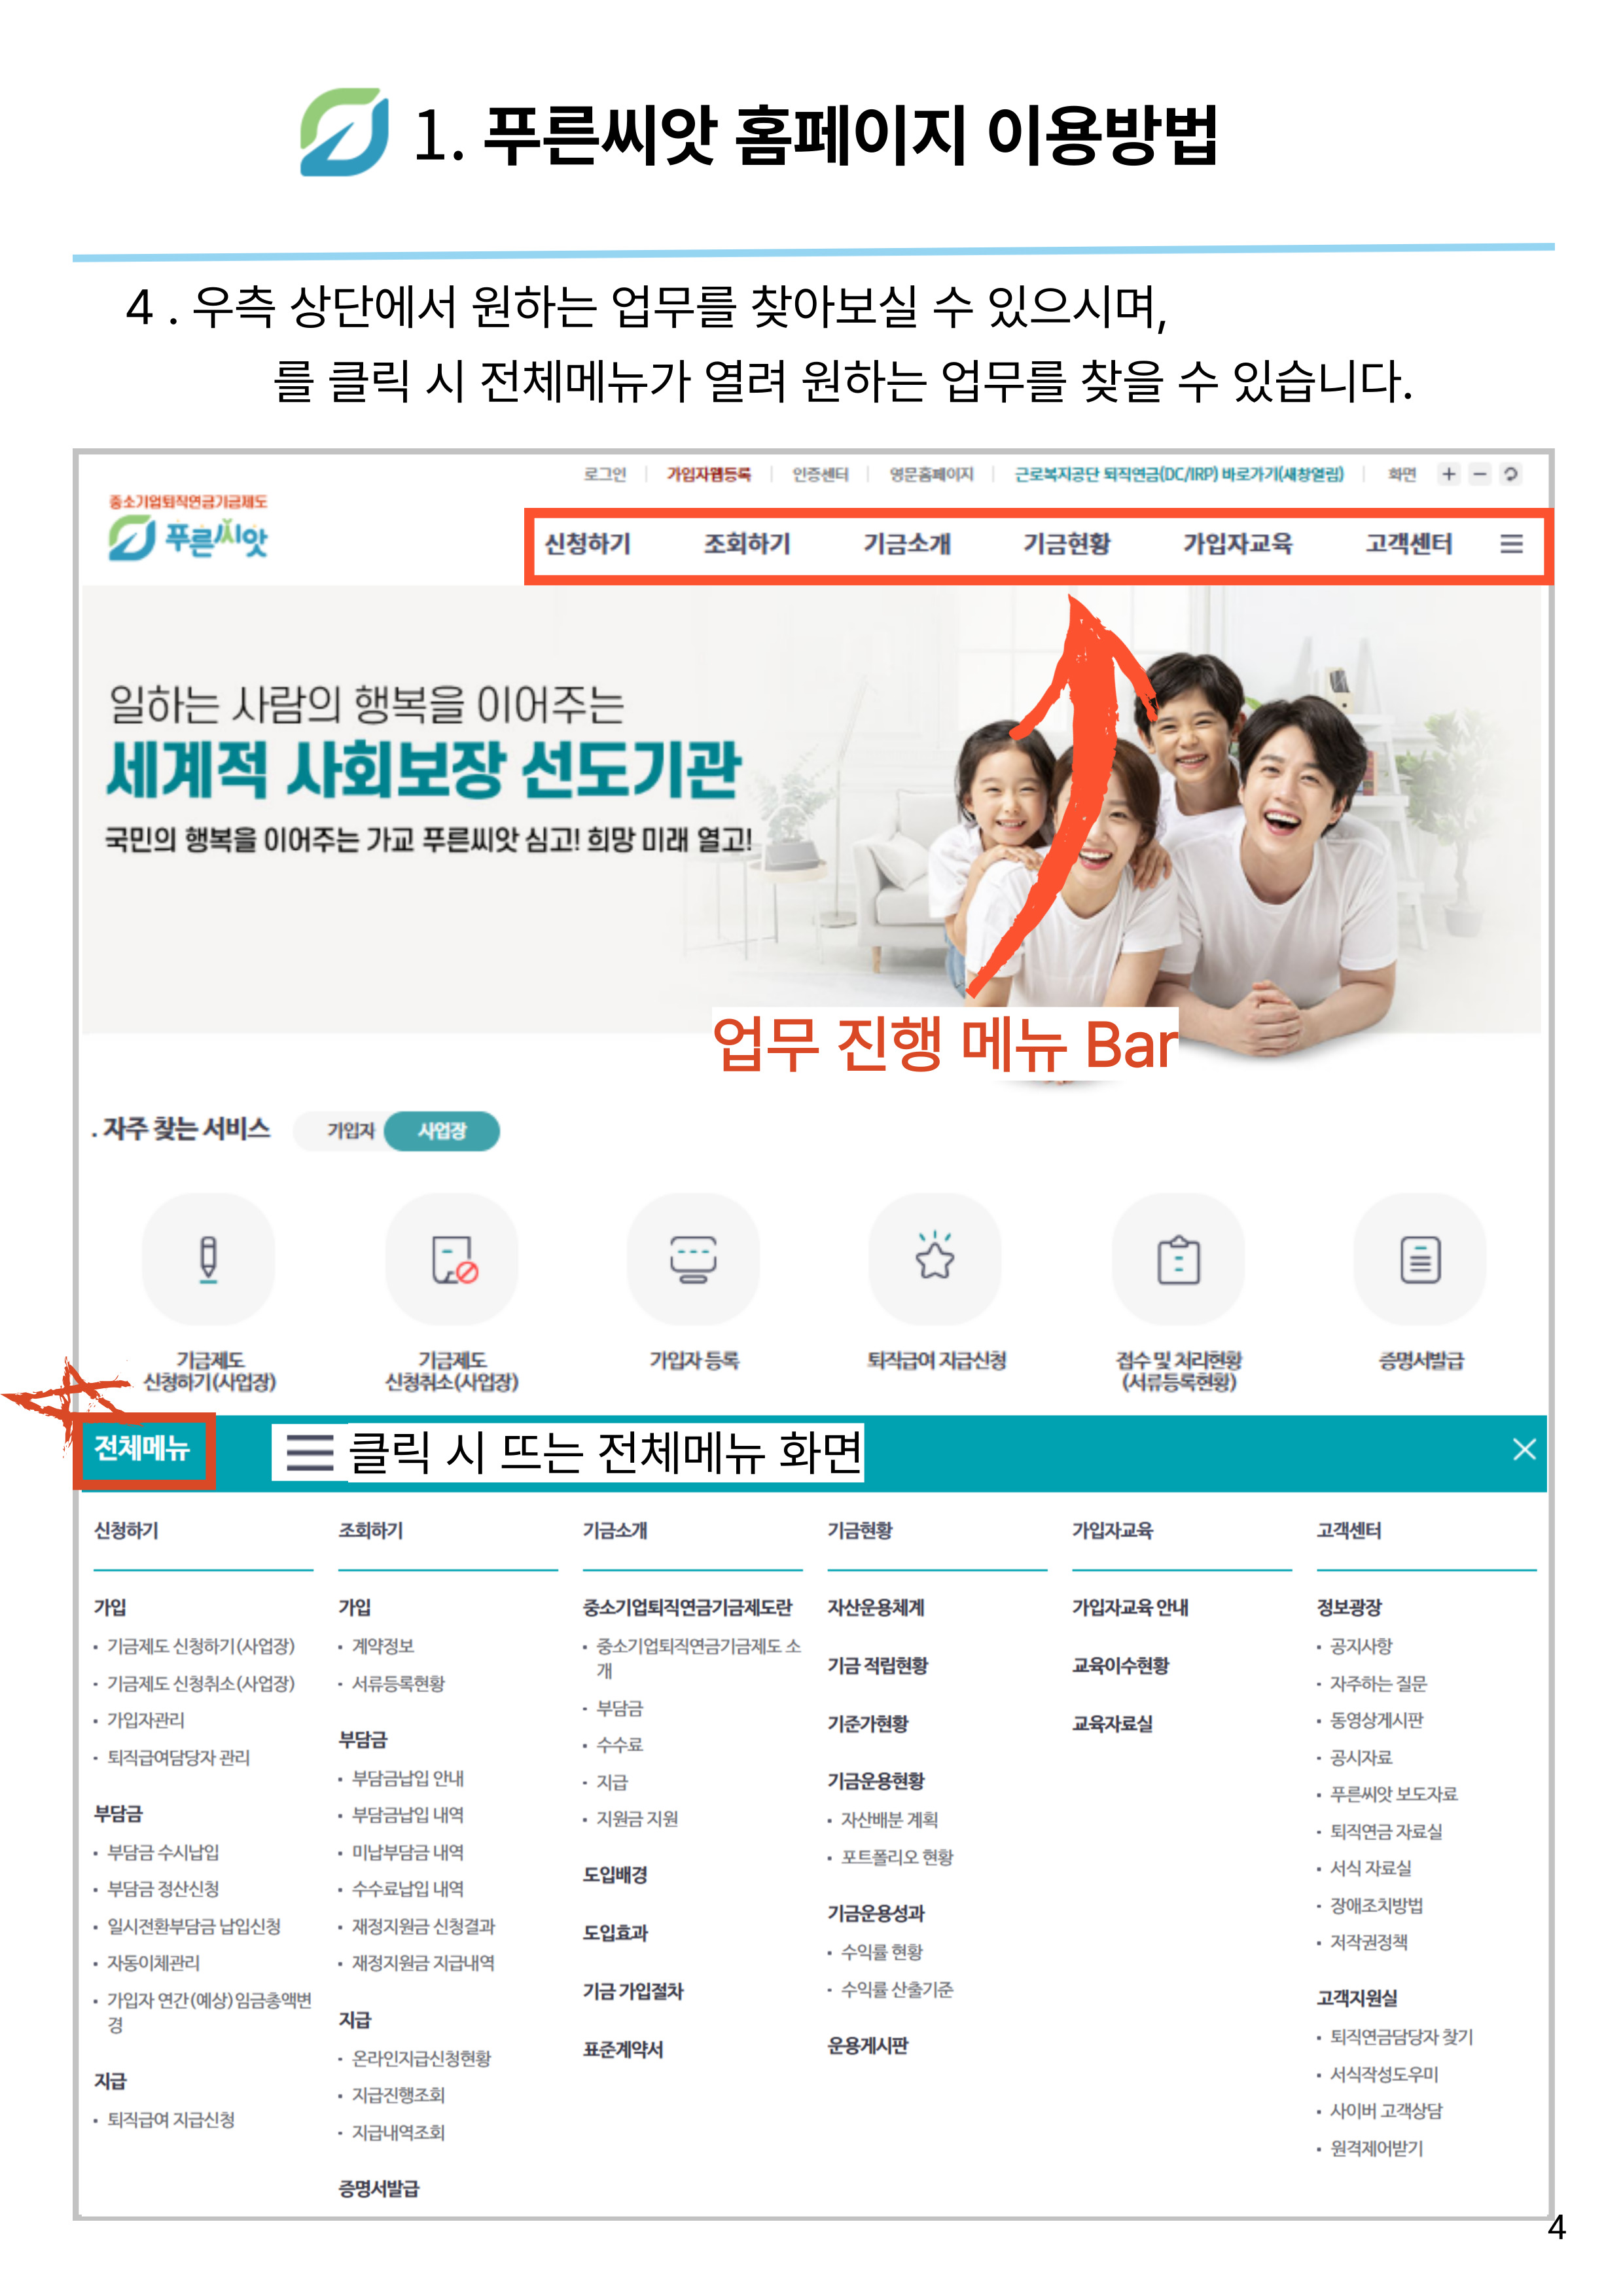 1. 푸른씨앗 홈페이지 이용방법
4 . 우측 상단에서 원하는 업무를 찾아보실 수 있으시며,
를 클릭 시 전체메뉴가 열려 원하는 업무를 찾을 수 있습니다.
로그인 가입자웹등록 인증센터 영문홈페이지 근로복지공단 퇴직연금(DC/IRP) 바로가기(새창열림) 화면
중소기업퇴직연금기금제도
푸른씨앗
신청하기 조회하기 기금소개 기금현황 가입자교육 고객센터
일하는 사람의 행복을 이어주는
세계적 사회보장 선도기관
국민의 행복을 이어주는 가교 푸른씨앗 심고! 희망 미래 열고!
업무 진행 메뉴 Bar
. 자주 찾는 서비스 가입자 사업장
기금제도
신청하기(사업장)
기금제도
신청취소(사업장)
가입자 등록
퇴직급여 지급신청
접수 및 처리현황
(서류등록현황)
증명서발급
전체메뉴
클릭 시 뜨는 전체메뉴 화면
신청하기
가입
· 기금제도 신청하기(사업장)
· 기금제도 신청취소(사업장)
· 가입자관리
· 퇴직급여담당자 관리
부담금
· 부담금 수시납입
· 부담금 정산신청
· 일시전환부담금 납입신청
· 자동이체관리
· 가입자 연간(예상)임금총액변
경
지급
· 퇴직급여 지급신청
조회하기
가입
· 계약정보
· 서류등록현황
부담금
· 부담금납입 안내
· 부담금납입 내역
· 미납부담금 내역
· 수수료납입 내역
· 재정지원금 신청결과
· 재정지원금 지급내역
지급
· 온라인지급신청현황
· 지급진행조회
· 지급내역조회
증명서발급
기금소개
중소기업퇴직연금기금제도란
· 중소기업퇴직연금기금제도 소
개
· 부담금
· 수수료
· 지급
· 지원금 지원
도입배경
도입효과
기금 가입절차
표준계약서
기금현황
자산운용체계
기금 적립현황
기준가현황
기금운용현황
· 자산배분 계획
· 포트폴리오 현황
기금운용성과
· 수익률 현황
· 수익률 산출기준
운용게시판
가입자교육
가입자교육 안내
교육이수현황
교육자료실
고객센터
정보광장
· 공지사항
· 자주하는 질문
· 동영상게시판
· 공시자료
· 푸른씨앗 보도자료
· 퇴직연금 자료실
· 서식 자료실
· 장애조치방법
· 저작권정책
고객지원실
· 퇴직연금담당자 찾기
· 서식작성도우미
· 사이버 고객상담
· 원격제어받기
4